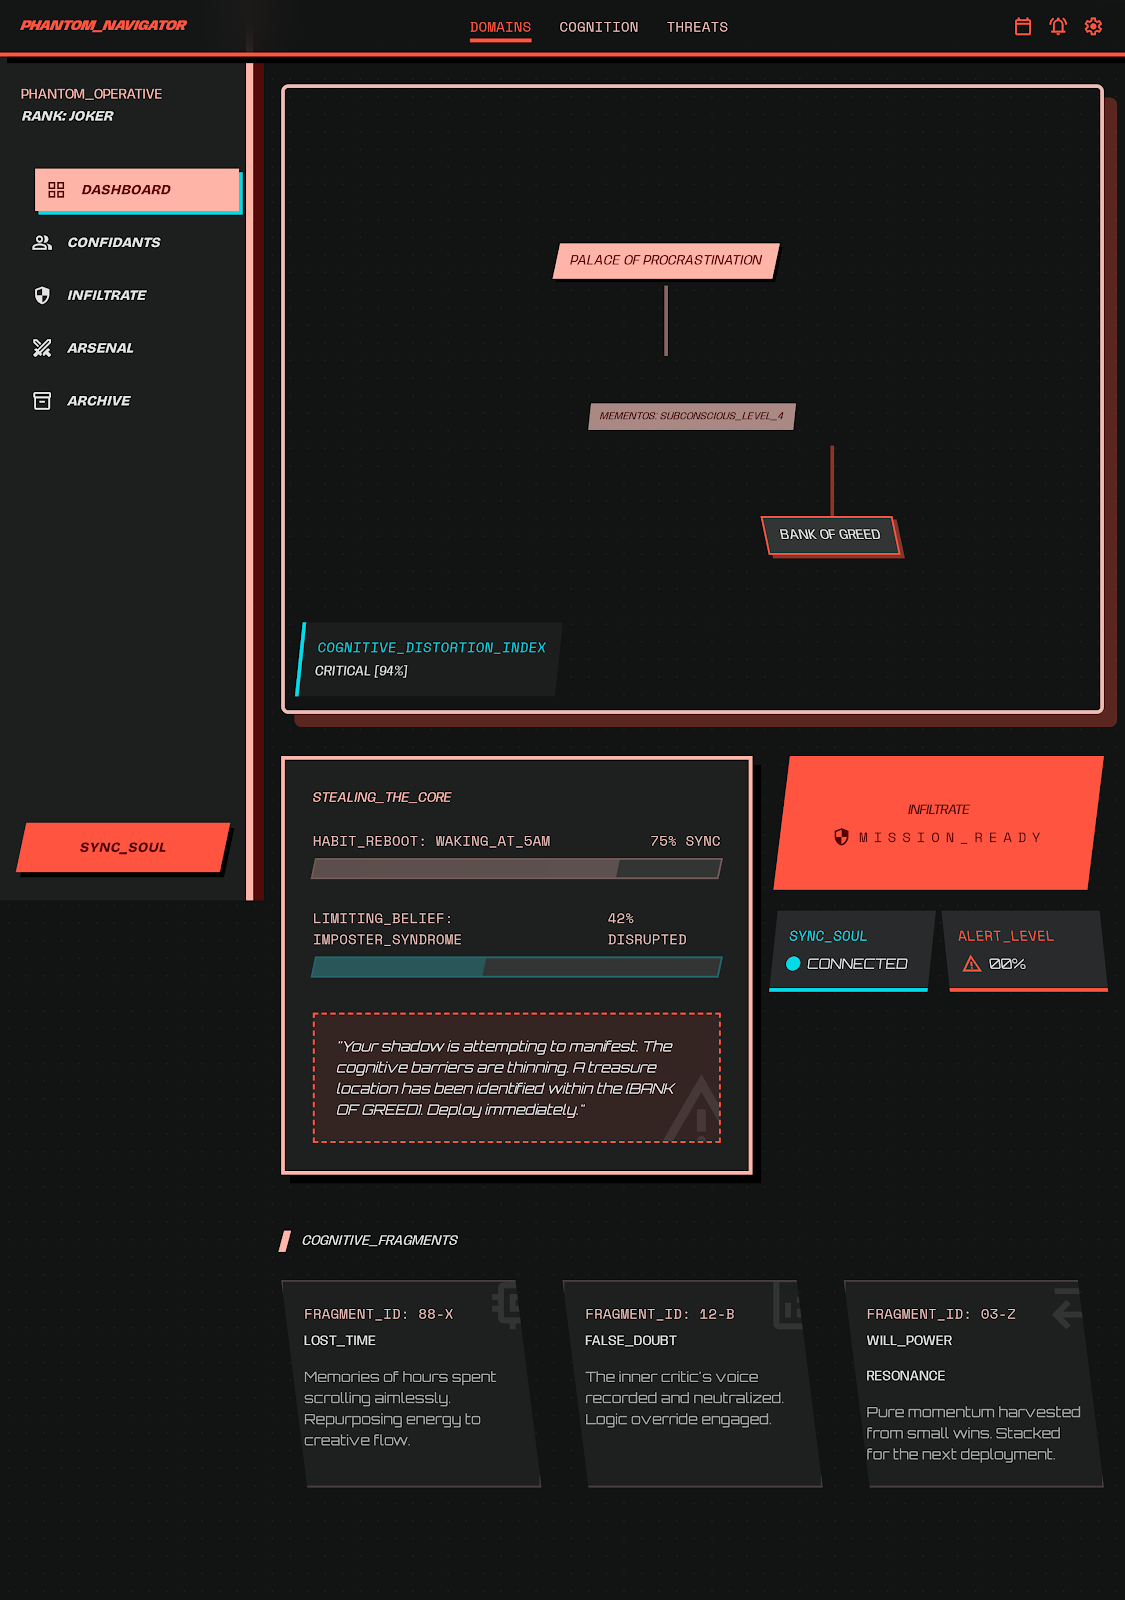 PHANTOM_NAVIGATOR
DOMAINS
COGNITION
THREATS
PHANTOM_OPERATIVE
RANK: JOKER
DASHBOARD
CONFIDANTS
INFILTRATE
ARSENAL
ARCHIVE
SYNC_SOUL
PALACE OF PROCRASTINATION
MEMENTOS: SUBCONSCIOUS_LEVEL_4
BANK OF GREED
COGNITIVE_DISTORTION_INDEX
CRITICAL [94%]
STEALING_THE_CORE
HABIT_REBOOT: WAKING_AT_5AM
75% SYNC
LIMITING_BELIEF:
IMPOSTER_SYNDROME
42%
DISRUPTED
"Your shadow is attempting to manifest. The
cognitive barriers are thinning. A treasure
location has been identified within the [BANK
OF GREED]. Deploy immediately."
INFILTRATE
MISSION_READY
SYNC_SOUL
CONNECTED
ALERT_LEVEL
00%
COGNITIVE_FRAGMENTS
FRAGMENT_ID: 88-X
LOST_TIME
Memories of hours spent
scrolling aimlessly.
Repurposing energy to
creative flow.
FRAGMENT_ID: 12-B
FALSE_DOUBT
The inner critic's voice
recorded and neutralized.
Logic override engaged.
FRAGMENT_ID: 03-Z
WILL_POWER
RESONANCE
Pure momentum harvested
from small wins. Stacked
for the next deployment.